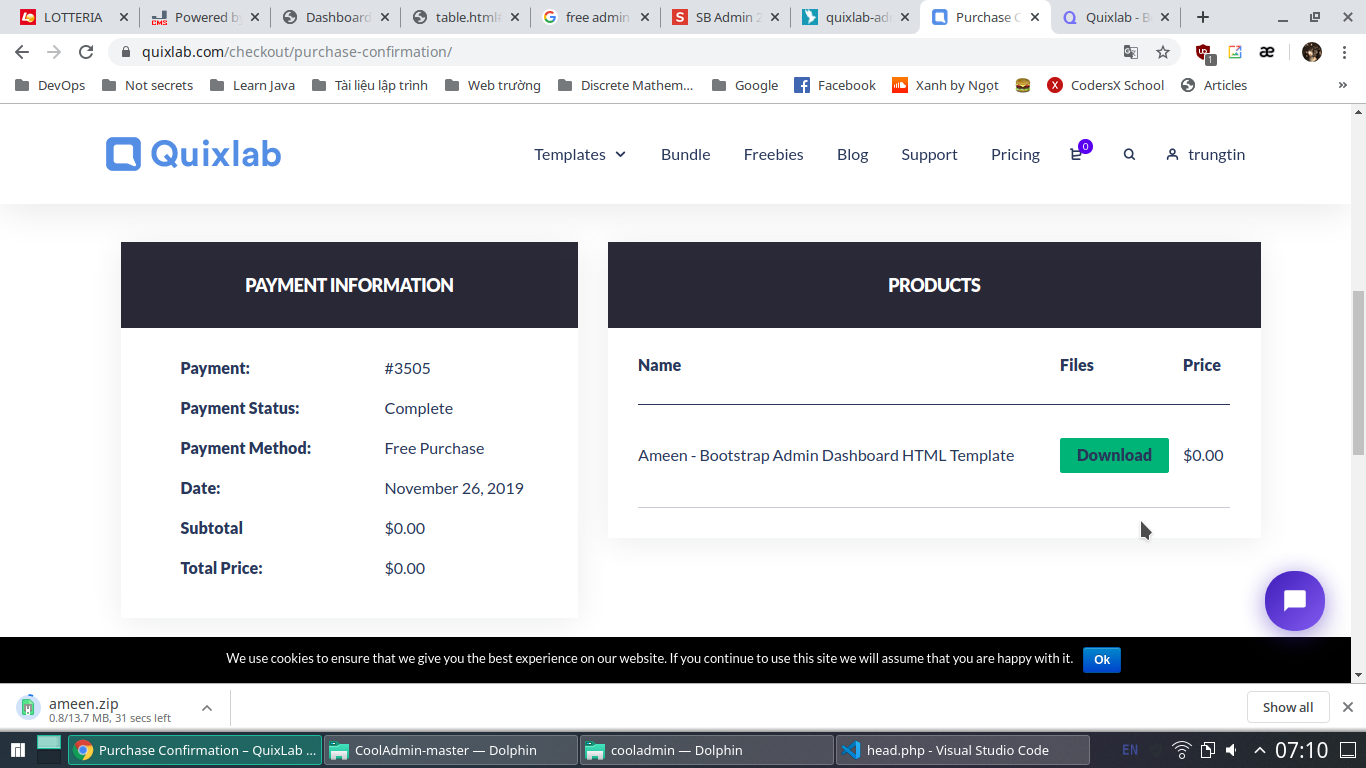 LOTTERIA
Powered by
Dashboard
table.html
free admin
SB Admin 2
quixlab-ad
Purchase C
Quixlab - B
quixlab.com/checkout/purchase-confirmation/
1
æ
DevOps
Not secrets
Learn Java
Tài liệu lập trình
Web trường
Discrete Mathem...
Google
Facebook
Xanh by Ngọt
CodersX School
Articles
»
Quixlab
Templates
Bundle
Freebies
Blog
Support
Pricing
0
trungtin
PAYMENT INFORMATION
Payment: #3505
Payment Status: Complete
Payment Method: Free Purchase
Date: November 26, 2019
Subtotal $0.00
Total Price: $0.00
PRODUCTS
Name Files Price
Ameen - Bootstrap Admin Dashboard HTML Template Download $0.00
We use cookies to ensure that we give you the best experience on our website. If you continue to use this site we will assume that you are happy with it. Ok
ameen.zip
0.8/13.7 MB, 31 secs left
Show all
Purchase Confirmation – QuixLab ...
CoolAdmin-master — Dolphin
cooladmin — Dolphin
head.php - Visual Studio Code
EN
07:10